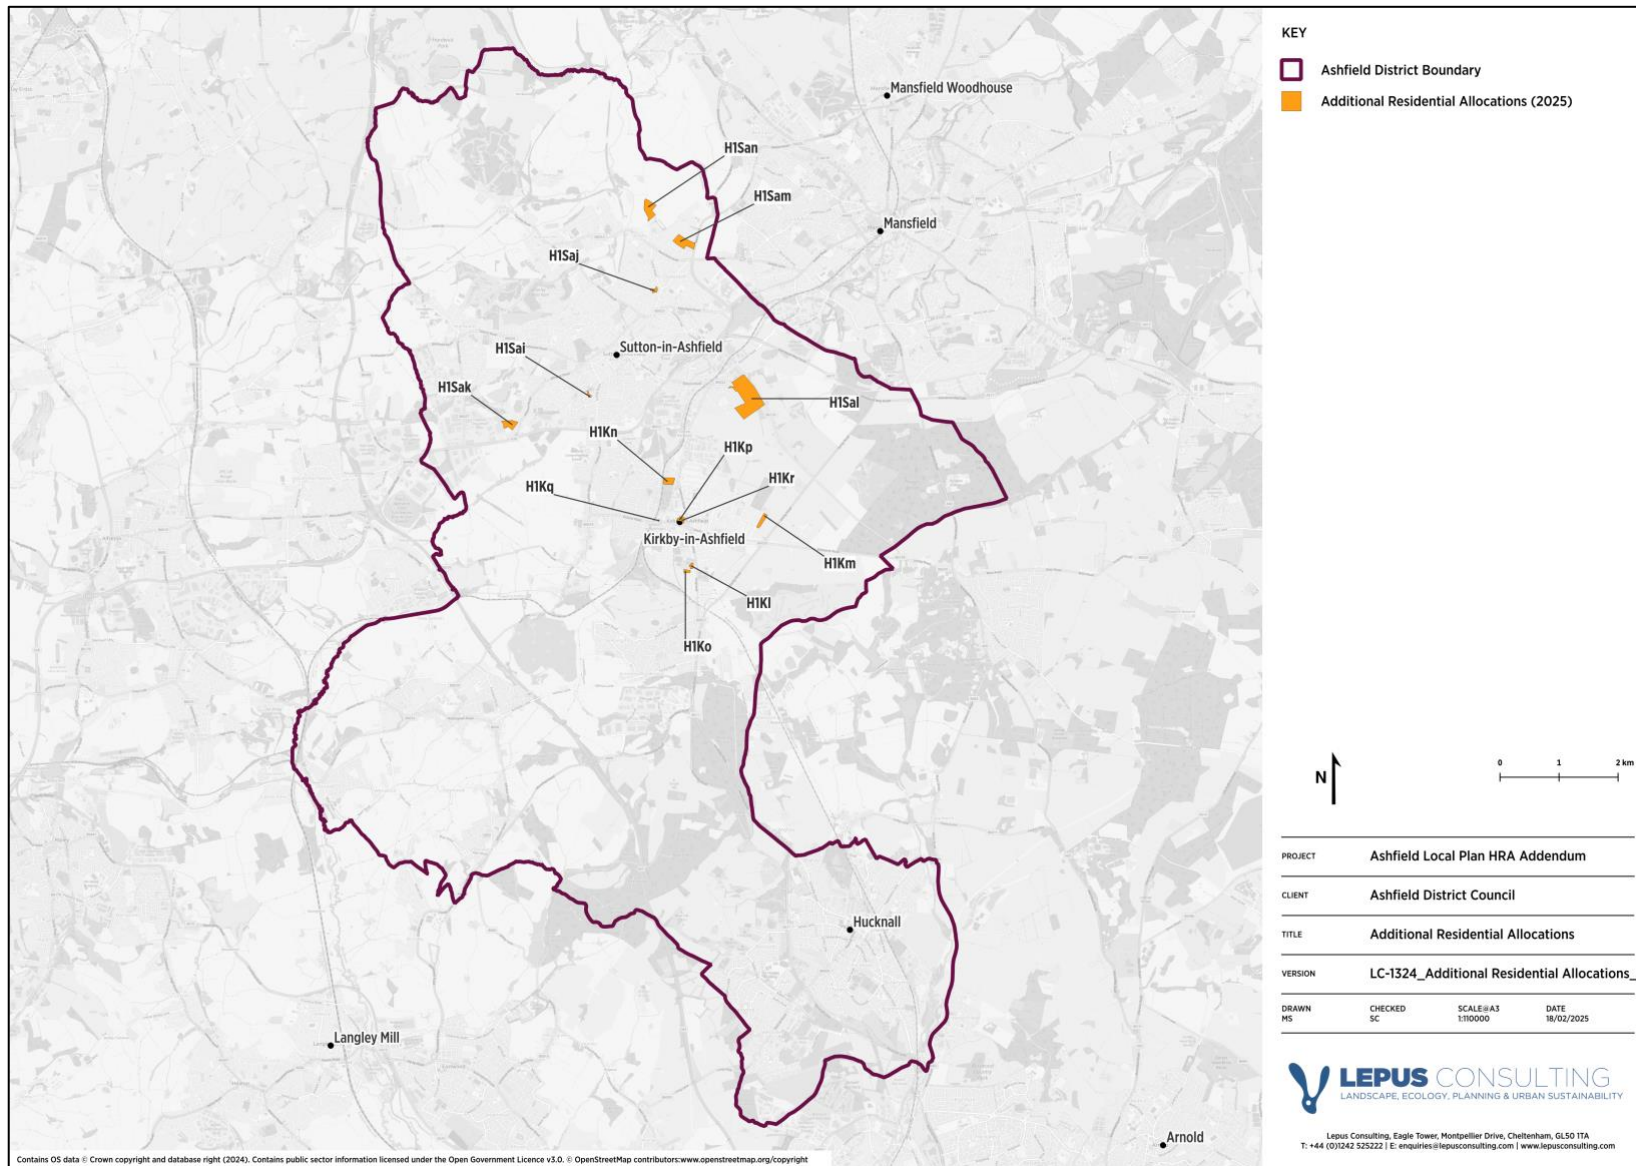 KEY
Ashfield District Boundary
Additional Residential Allocations (2025)
Mansfield Woodhouse
H1San
H1Sam
Mansfield
H1Saj
H1Sai
Sutton-in-Ashfield
H1Sak
H1Sal
H1Kn
H1Kp
H1Kr
H1Kq
Kirkby-in-Ashfield
H1Km
H1Kl
H1Ko
Hucknall
Langley Mill
Arnold
N
0 1 2 km
PROJECT Ashfield Local Plan HRA Addendum
CLIENT Ashfield District Council
TITLE Additional Residential Allocations
VERSION LC-1324_Additional Residential Allocations_
DRAWN CHECKED SCALE@A3 DATE
MS SC 1:110000 18/02/2025
LEPUS CONSULTING
LANDSCAPE, ECOLOGY, PLANNING & URBAN SUSTAINABILITY
Lepus Consulting, Eagle Tower, Montpellier Drive, Cheltenham, GL50 1TA
T: +44 (0)1242 525222 | E: enquiries@lepusconsulting.com | www.lepusconsulting.com
Contains OS data © Crown copyright and database right (2024). Contains public sector information licensed under the Open Government Licence v3.0. © OpenStreetMap contributors:www.openstreetmap.org/copyright